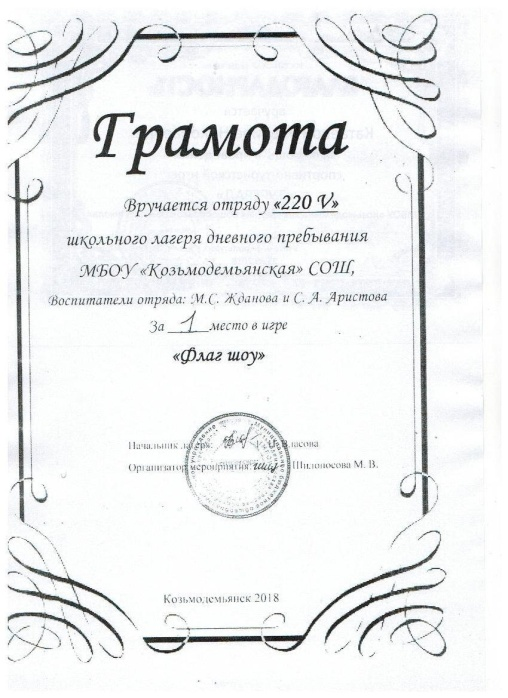 Грамота
Вручается отряду «220 V»
школьного лагеря дневного пребывания
МБОУ «Козьмодемьянская» СОШ,
Воспитатели отряда: М.С. Жданова и С. А. Аристова
За 1 место в игре
«Флаг шоу»
Начальник лагеря: Власова
Организатор мероприятия: Шилоносова М. В.
Козьмодемьянск 2018